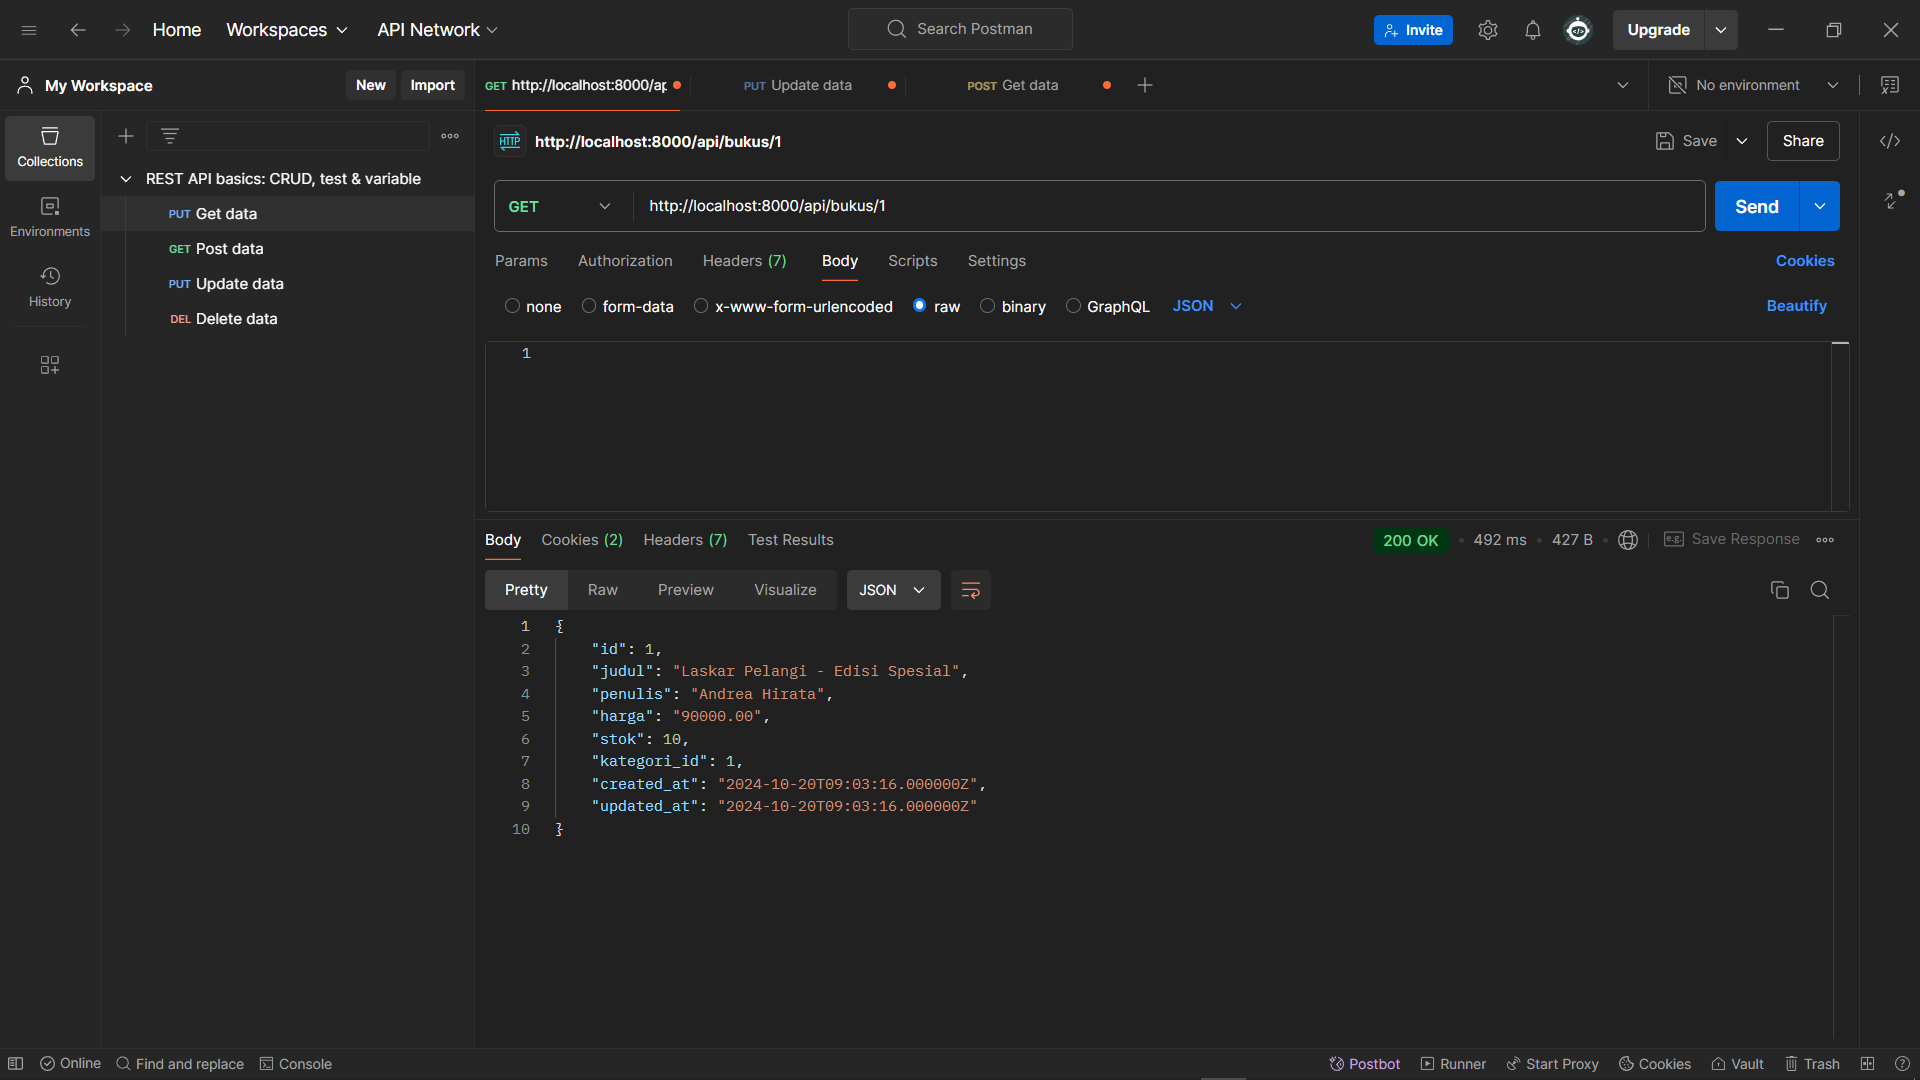 Home Workspaces API Network Search Postman Invite Upgrade
My Workspace New Import GET http://localhost:8000/ap PUT Update data POST Get data No environment
Collections
Environments
History
REST API basics: CRUD, test & variable
PUT Get data
GET Post data
PUT Update data
DEL Delete data
HTTP http://localhost:8000/api/bukus/1 Save Share
GET http://localhost:8000/api/bukus/1 Send
Params Authorization Headers (7) Body Scripts Settings Cookies
none form-data x-www-form-urlencoded raw binary GraphQL JSON Beautify
1
Body Cookies (2) Headers (7) Test Results 200 OK • 492 ms • 427 B • e.g. Save Response
Pretty Raw Preview Visualize JSON
1 {
2 "id": 1,
3 "judul": "Laskar Pelangi - Edisi Spesial",
4 "penulis": "Andrea Hirata",
5 "harga": "90000.00",
6 "stok": 10,
7 "kategori_id": 1,
8 "created_at": "2024-10-20T09:03:16.000000Z",
9 "updated_at": "2024-10-20T09:03:16.000000Z"
10 }
Online Find and replace Console Postbot Runner Start Proxy Cookies Vault Trash